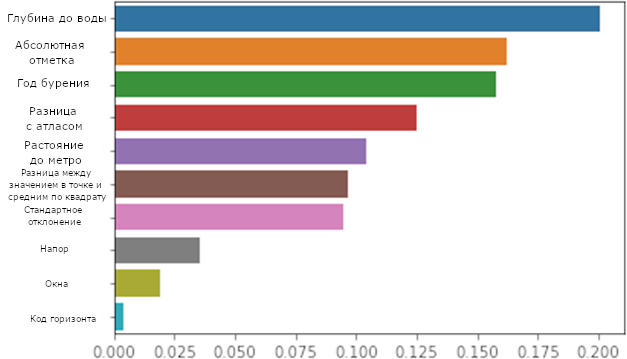 Глубина до воды
Абсолютная
отметка
Год бурения
Разница
с атласом
Растояние
до метро
Разница между
значением в точке и
средним по квадрату
Стандартное
отклонение
Напор
Окна
Код горизонта
0.000 0.025 0.050 0.075 0.100 0.125 0.150 0.175 0.200